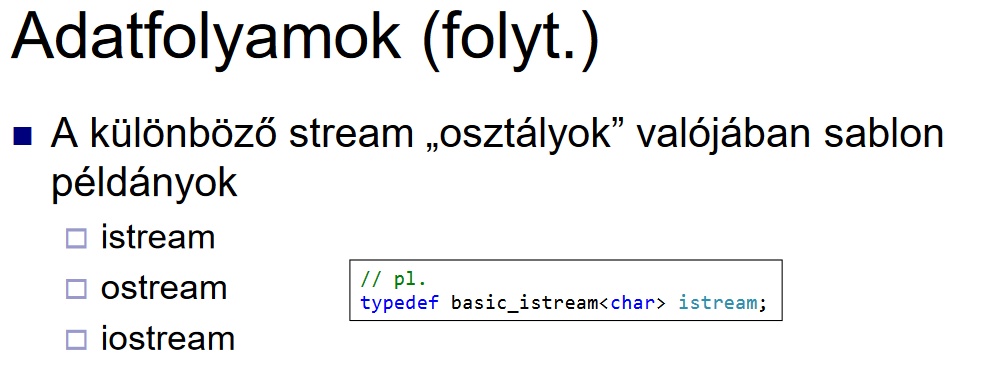 Adatfolyamok (folyt.)
A különböző stream „osztályok” valójában sablon
példányok
istream
ostream
iostream
// pl.
typedef basic_istream<char> istream;